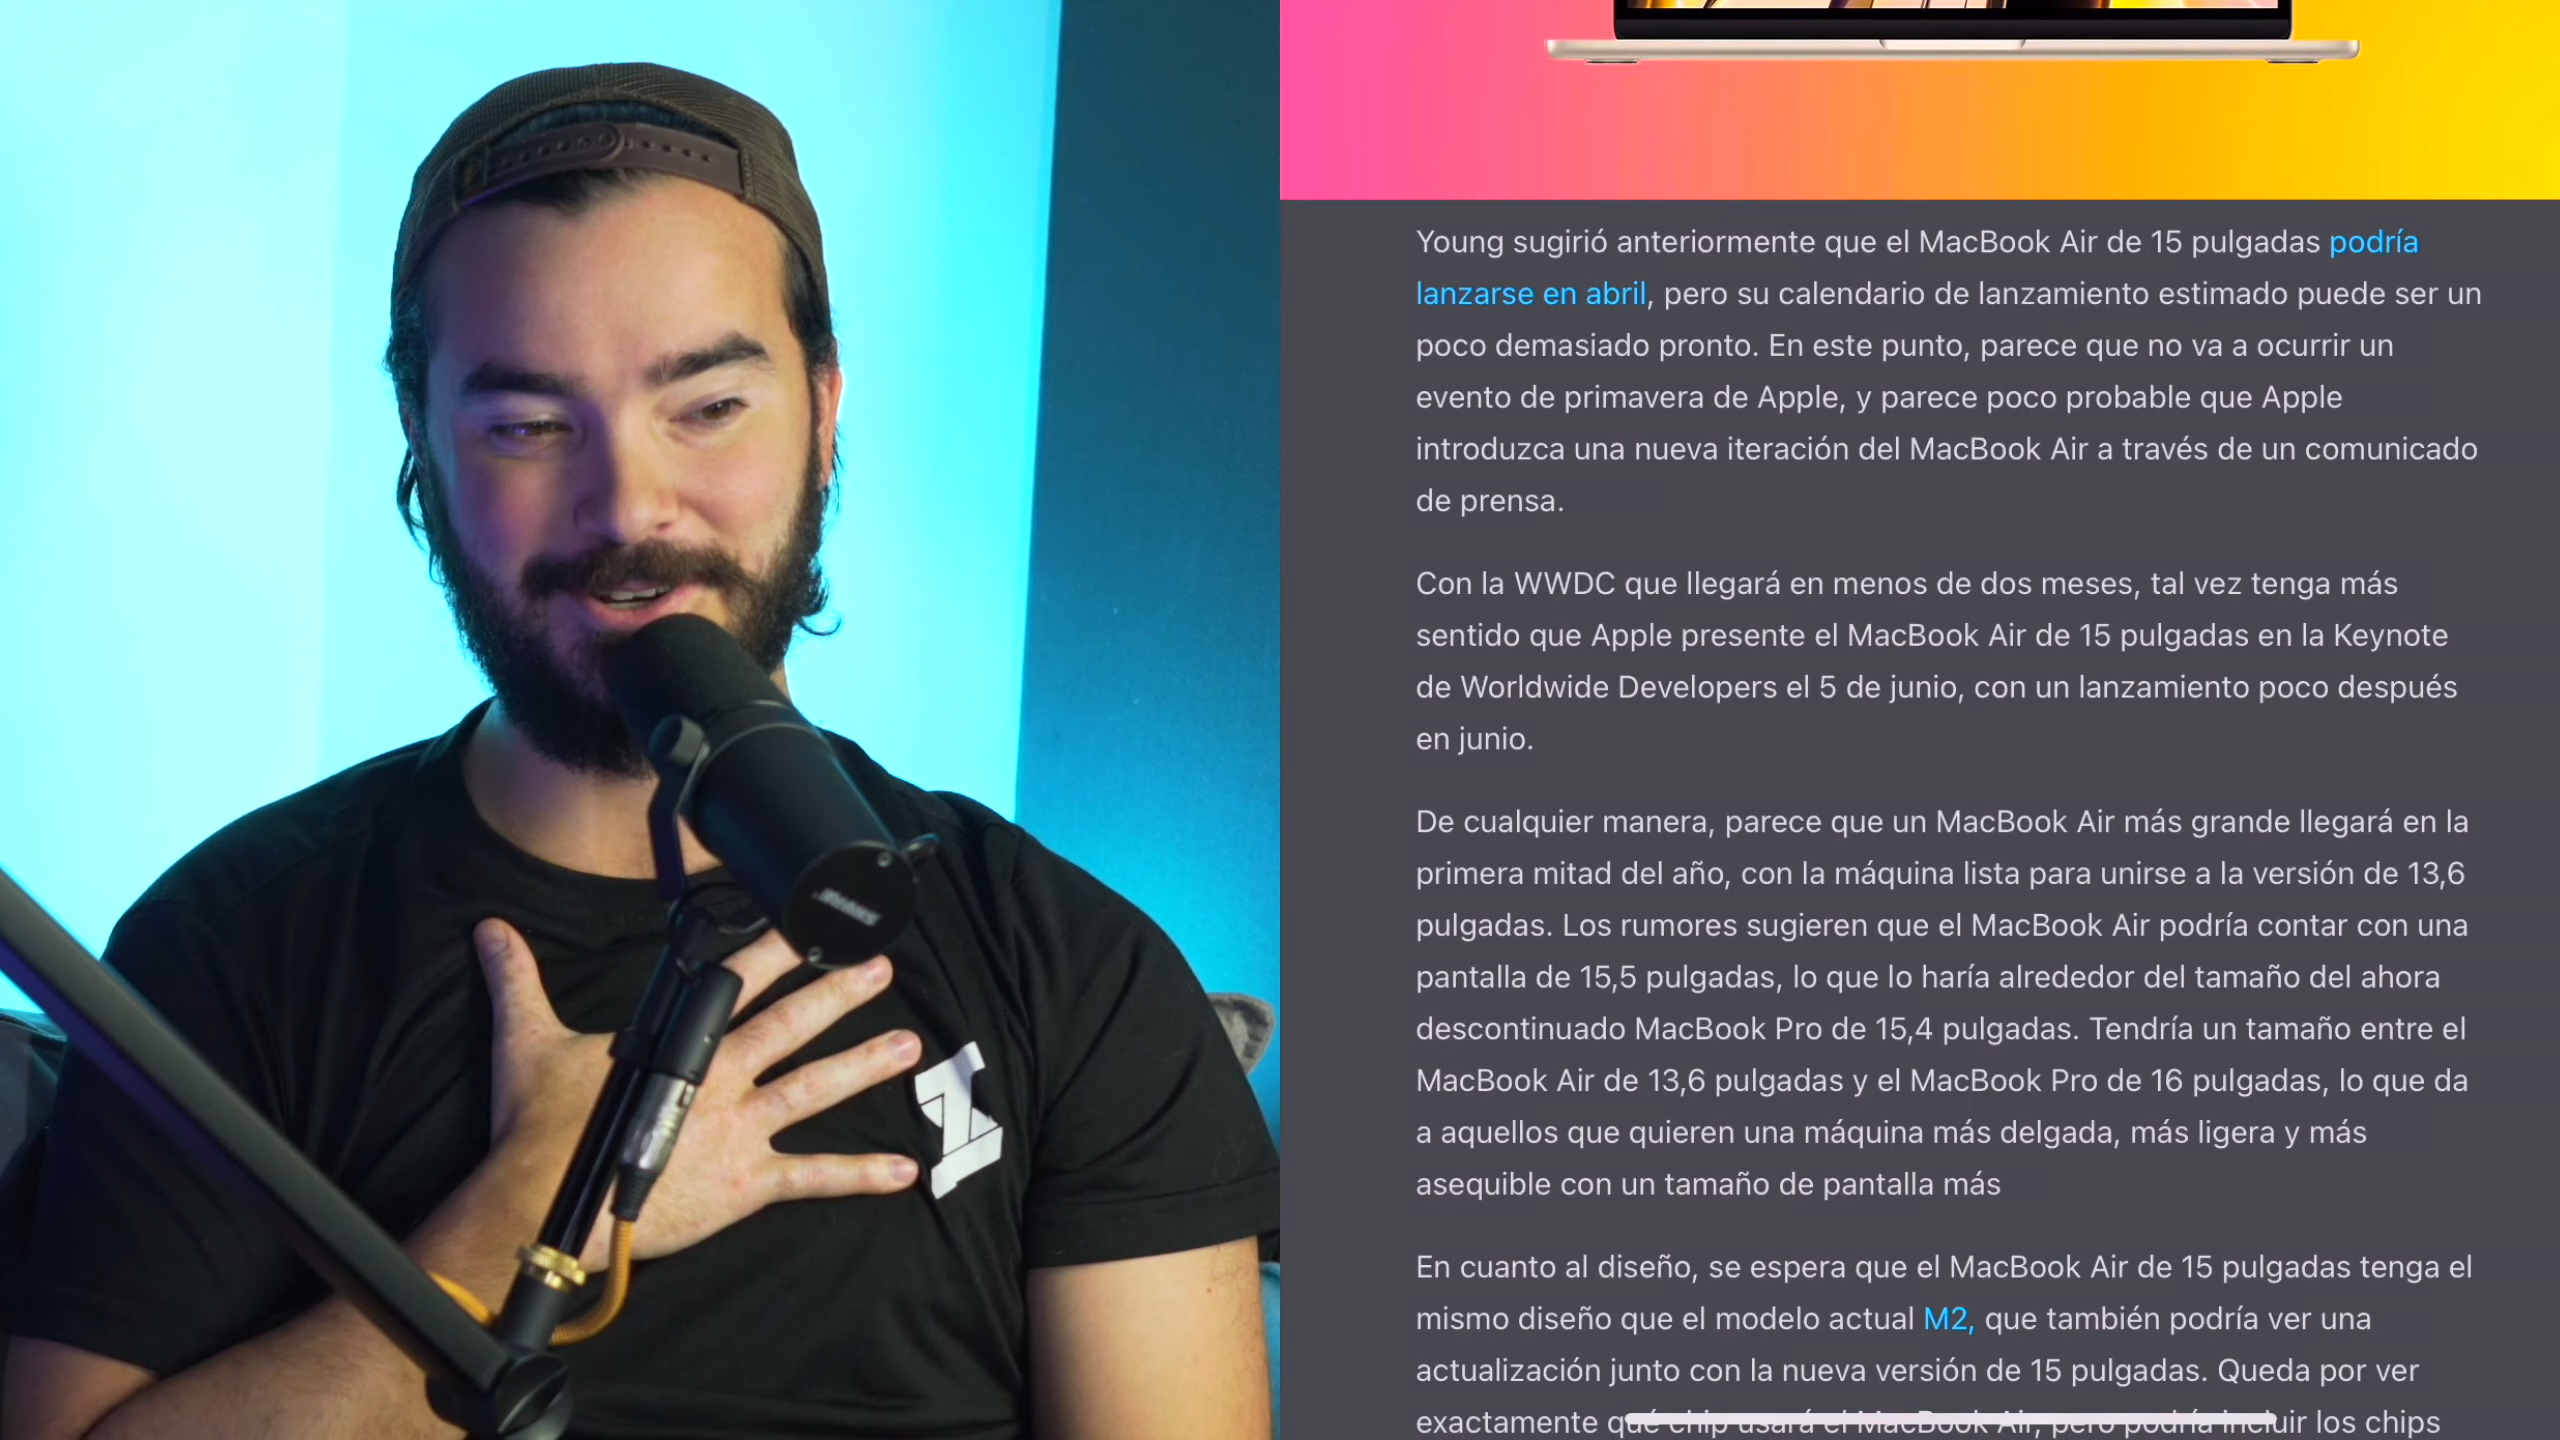 Young sugirió anteriormente que el MacBook Air de 15 pulgadas podría
lanzarse en abril, pero su calendario de lanzamiento estimado puede ser un
poco demasiado pronto. En este punto, parece que no va a ocurrir un
evento de primavera de Apple, y parece poco probable que Apple
introduzca una nueva iteración del MacBook Air a través de un comunicado
de prensa.
Con la WWDC que llegará en menos de dos meses, tal vez tenga más
sentido que Apple presente el MacBook Air de 15 pulgadas en la Keynote
de Worldwide Developers el 5 de junio, con un lanzamiento poco después
en junio.
De cualquier manera, parece que un MacBook Air más grande llegará en la
primera mitad del año, con la máquina lista para unirse a la versión de 13,6
pulgadas. Los rumores sugieren que el MacBook Air podría contar con una
pantalla de 15,5 pulgadas, lo que lo haría alrededor del tamaño del ahora
descontinuado MacBook Pro de 15,4 pulgadas. Tendría un tamaño entre el
MacBook Air de 13,6 pulgadas y el MacBook Pro de 16 pulgadas, lo que da
a aquellos que quieren una máquina más delgada, más ligera y más
asequible con un tamaño de pantalla más
En cuanto al diseño, se espera que el MacBook Air de 15 pulgadas tenga el
mismo diseño que el modelo actual M2, que también podría ver una
actualización junto con la nueva versión de 15 pulgadas. Queda por ver
exactamente qué chip usará el MacBook Air, pero podría incluir los chips
SHURE